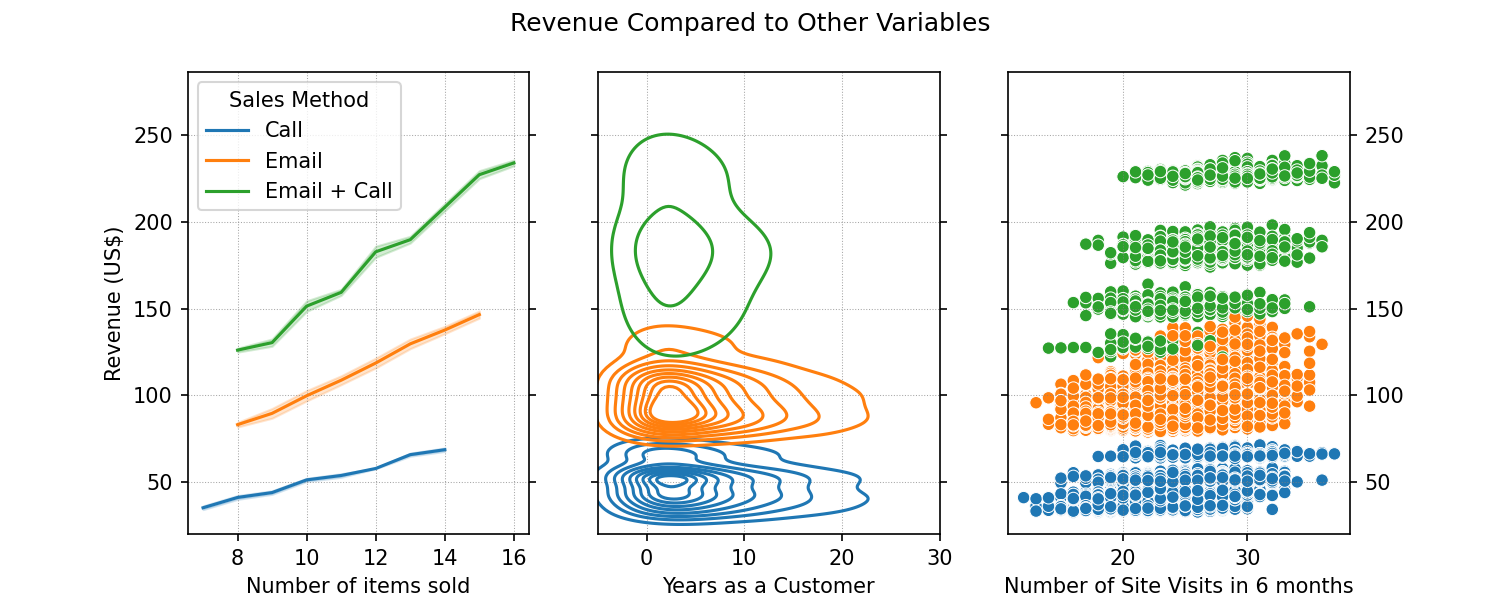 Revenue Compared to Other Variables
Sales Method
Call
Email
Email + Call
Revenue (US$)
250
200
150
100
50
8 10 12 14 16
Number of items sold
0 10 20 30
Years as a Customer
250
200
150
100
50
20 30
Number of Site Visits in 6 months